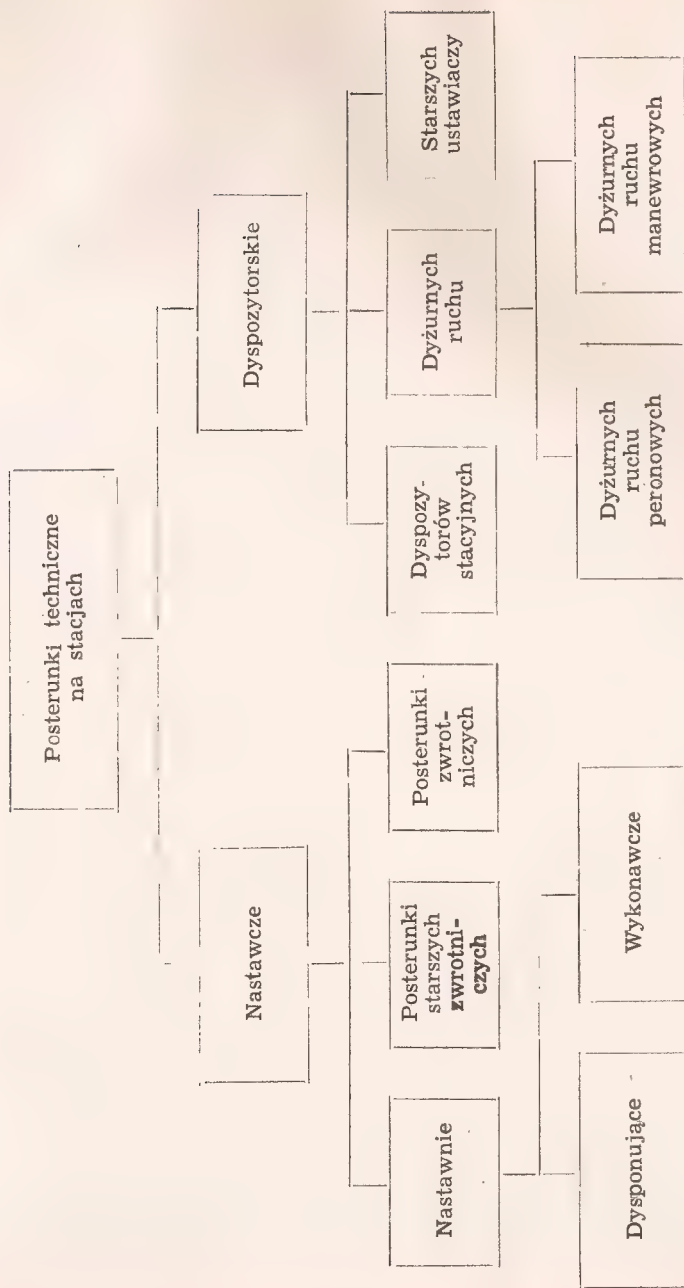 Posterunki techniczne
na stacjach
Nastawcze
Dyspozytorskie
Nastawnie
Posterunki
starszych
zwrotni-
czych
Posterunki
zwrot-
niczych
Dyspozy-
torów
stacyjnych
Dyżurnych
ruchu
Starszych
ustawiaczy
Dysponujące
Wykonawcze
Dyżurnych
ruchu
peronowych
Dyżurnych
ruchu
manewrowych